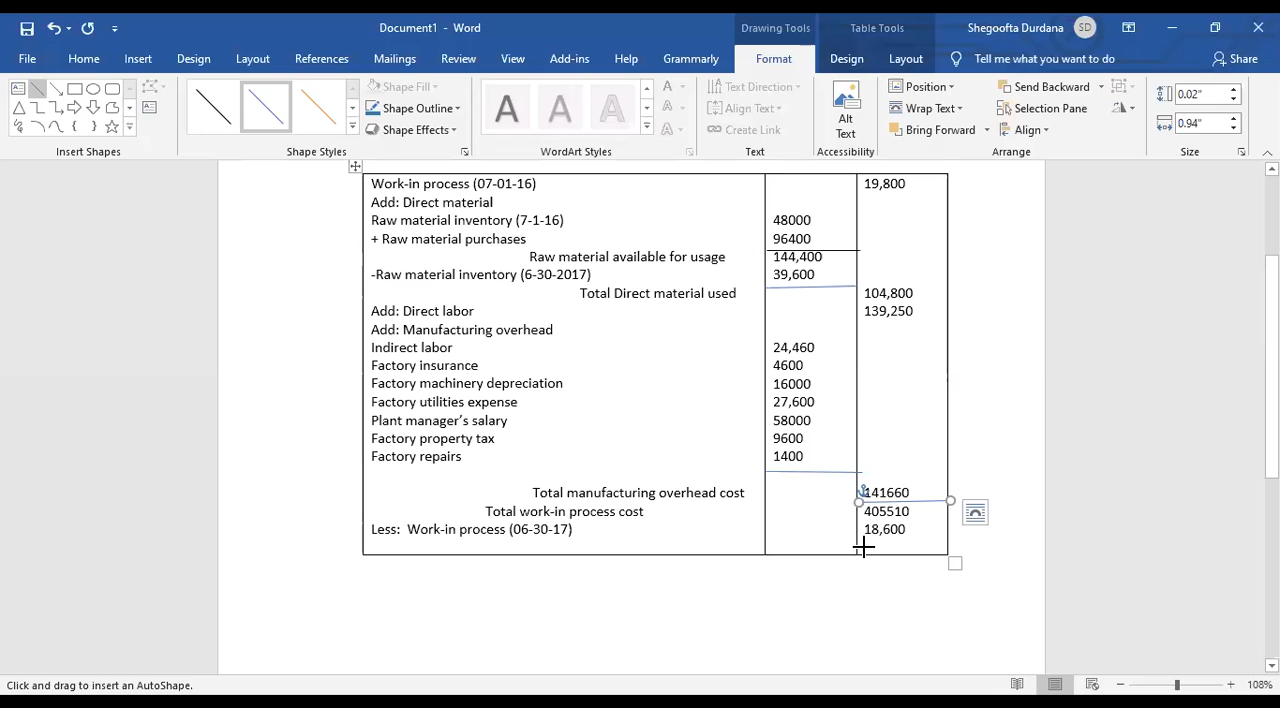 Document1 - Word
Drawing Tools
Table Tools
Shegoofta Durdana
SD
File Home Insert Design Layout References Mailings Review View Add-ins Help Grammarly Format Design Layout Tell me what you want to do Share
Shape Fill
Shape Outline
Shape Effects
A A A
A
A
A
Text Direction
Align Text
Create Link
Alt
Text
Position
Wrap Text
Bring Forward
Send Backward
Selection Pane
Align
0.02"
0.94"
Insert Shapes Shape Styles WordArt Styles Text Accessibility Arrange Size
Work-in process (07-01-16) 19,800
Add: Direct material
Raw material inventory (7-1-16) 48000
+ Raw material purchases 96400
Raw material available for usage 144,400
-Raw material inventory (6-30-2017) 39,600
Total Direct material used 104,800
Add: Direct labor 139,250
Add: Manufacturing overhead
Indirect labor 24,460
Factory insurance 4600
Factory machinery depreciation 16000
Factory utilities expense 27,600
Plant manager's salary 58000
Factory property tax 9600
Factory repairs 1400
Total manufacturing overhead cost 141660
Total work-in process cost 405510
Less: Work-in process (06-30-17) 18,600
Click and drag to insert an AutoShape.
108%